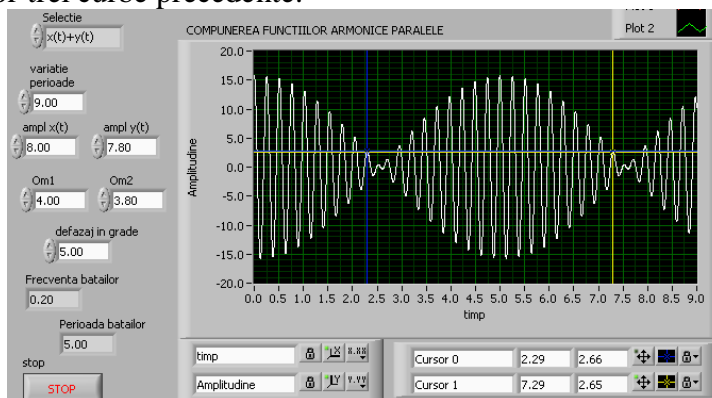 or trei curbe precedente.
Selectie
x(t)+y(t)
variatie
perioade
9.00
ampl x(t) ampl y(t)
8.00 7.80
Om1 Om2
4.00 3.80
defazaj in grade
5.00
Frecventa batailor
0.20
Perioada batailor
5.00
stop
STOP
COMPUNEREA FUNCTIILOR ARMONICE PARALELE
Plot 2
Amplitudine
20.0
15.0
10.0
5.0
0.0
-5.0
-10.0
-15.0
-20.0
0.0 0.5 1.0 1.5 2.0 2.5 3.0 3.5 4.0 4.5 5.0 5.5 6.0 6.5 7.0 7.5 8.0 8.5 9.0
timp
timp
Amplitudine
Cursor 0 2.29 2.66
Cursor 1 7.29 2.65